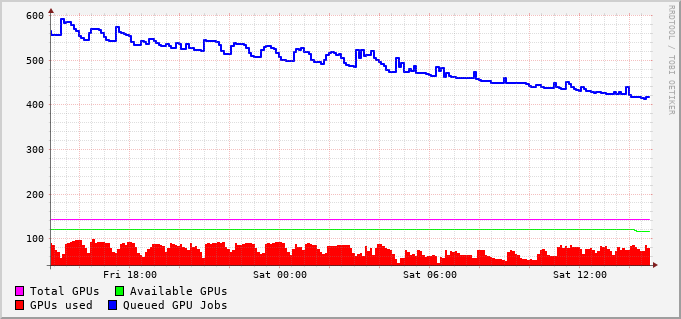 600
500
400
300
200
100
Fri 18:00 Sat 00:00 Sat 06:00 Sat 12:00
Total GPUs Available GPUs
GPUs used Queued GPU Jobs
RRDTOOL / TOBI OETIKER